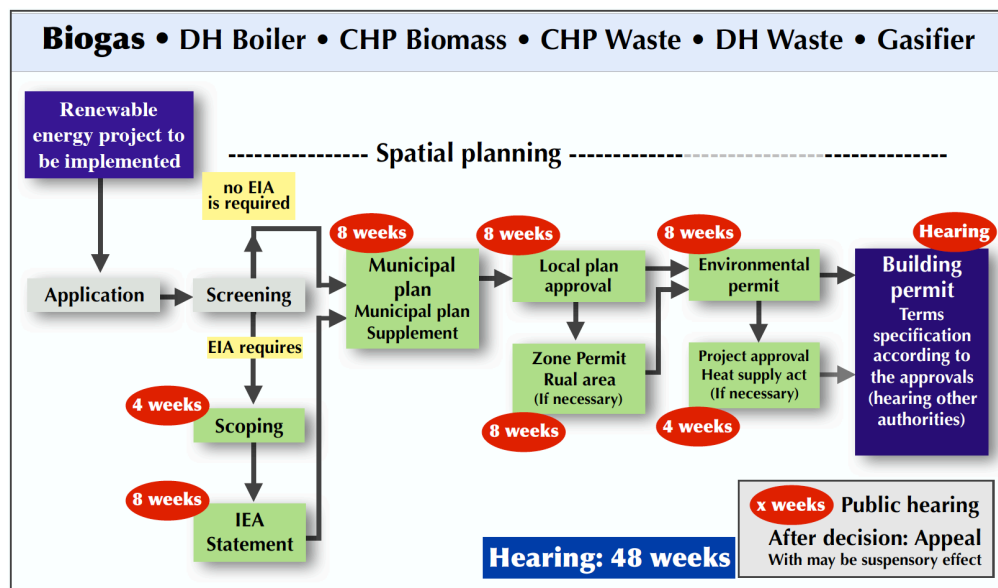 Biogas • DH Boiler • CHP Biomass • CHP Waste • DH Waste • Gasifier
Renewable
energy project to
be implemented
Spatial planning
no EIA
is required
8 weeks
8 weeks
8 weeks
Hearing
Application
Screening
Municipal
plan
Municipal plan
Supplement
Local plan
approval
Environmental
permit
Building
permit
Terms
specification
according to
the approvals
(hearing other
authorities)
EIA requires
Zone Permit
Rual area
(If necessary)
Project approval
Heat supply act
(If necessary)
4 weeks
Scoping
8 weeks
4 weeks
8 weeks
IEA
Statement
Hearing: 48 weeks
x weeks
Public hearing
After decision: Appeal
With may be suspensory effect